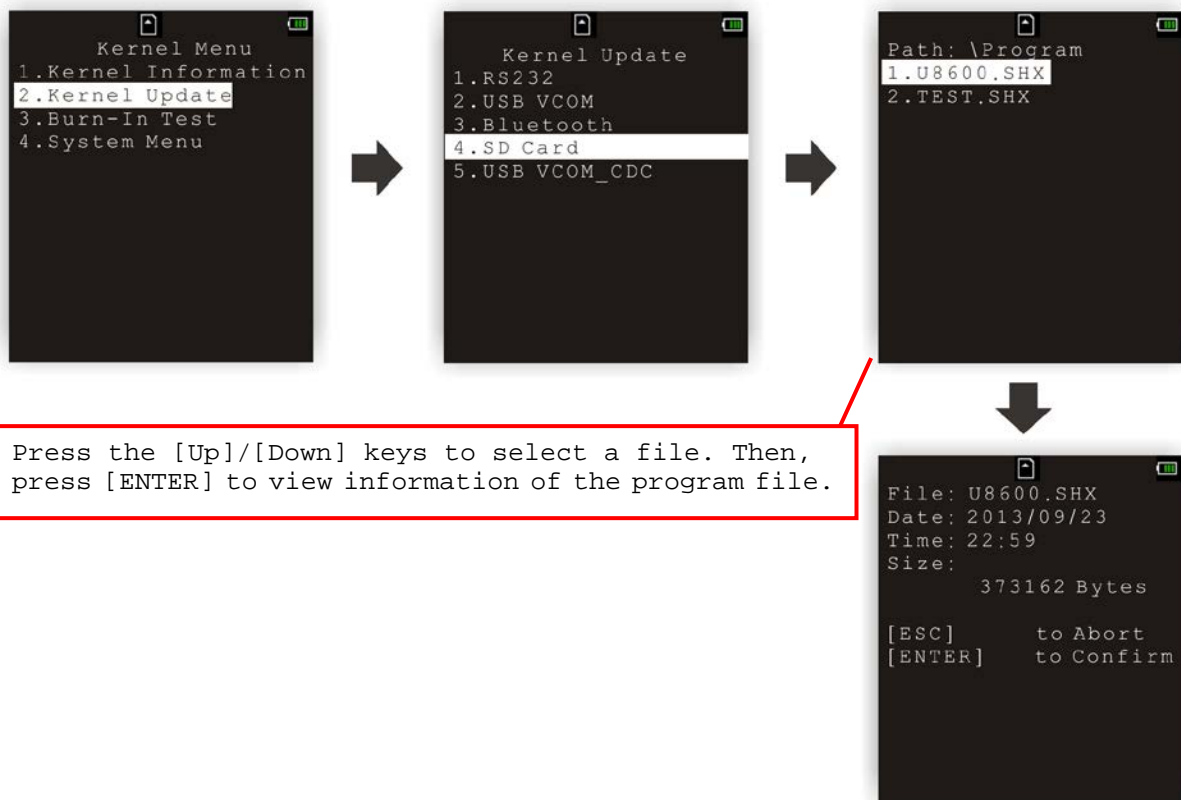 Kernel Menu
1.Kernel Information
2.Kernel Update
3.Burn-In Test
4.System Menu
Kernel Update
1.RS232
2.USB VCOM
3.Bluetooth
4.SD Card
5.USB VCOM_CDC
Path: \Program
1.U8600.SHX
2.TEST.SHX
Press the [Up]/[Down] keys to select a file. Then,
press [ENTER] to view information of the program file.
File: U8600.SHX
Date: 2013/09/23
Time: 22:59
Size:
373162 Bytes
[ESC] to Abort
[ENTER] to Confirm